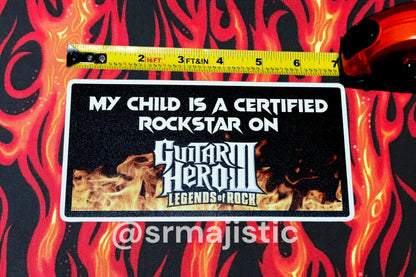 2 16FT 3 FT&IN 4 5 6 7
MY CHILD IS A CERTIFIED
ROCKSTAR ON
GUITAR
HERO III
LEGENDS of ROCK
@srmajistic